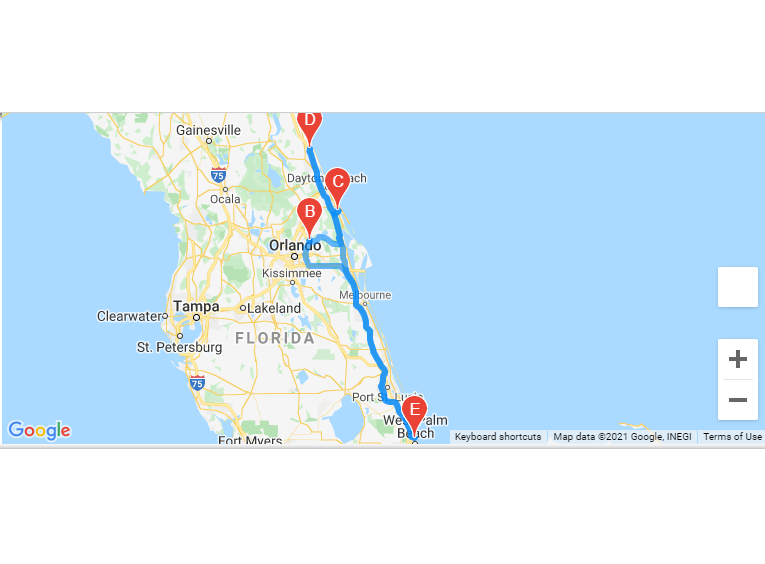 D
Gainesville
75
Daytona Beach
C
Ocala
B
Orlando
Kissimmee
Melbourne
Tampa
Lakeland
Clearwater
FLORIDA
St. Petersburg
75
Port St. Lucie
E
West Palm
Beach
Google
Fort Myers
Keyboard shortcuts
Map data ©2021 Google, INEGI
Terms of Use